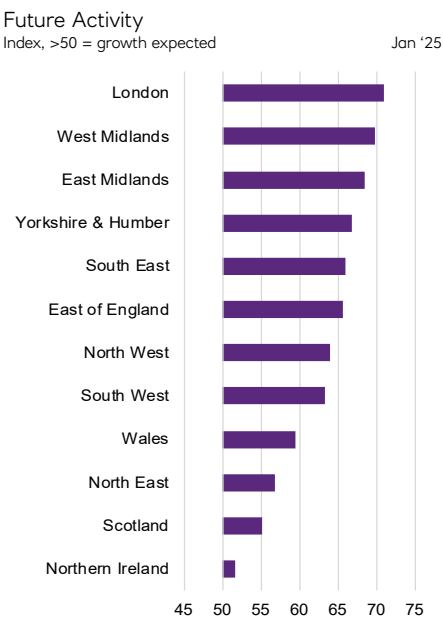 Future Activity
Index, >50 = growth expected
Jan ‘25
London
West Midlands
East Midlands
Yorkshire & Humber
South East
East of England
North West
South West
Wales
North East
Scotland
Northern Ireland
45 50 55 60 65 70 75